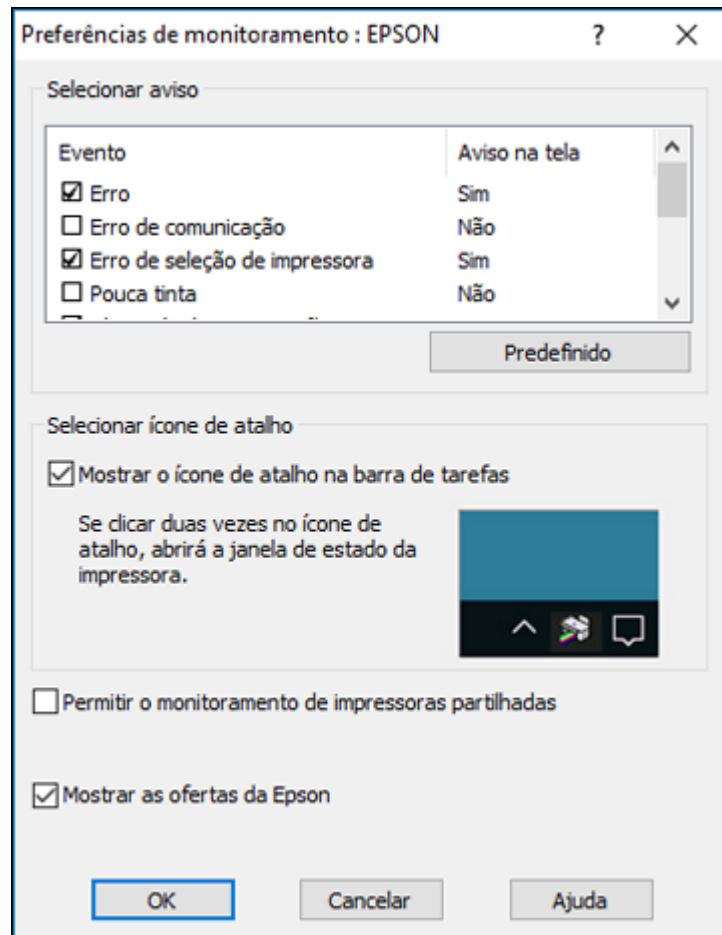 Preferências de monitoramento : EPSON
Selecionar aviso
Evento Aviso na tela
Erro Sim
Erro de comunicação Não
Erro de seleção de impressora Sim
Pouca tinta Não
Predefinido
Selecionar ícone de atalho
Mostrar o ícone de atalho na barra de tarefas
Se clicar duas vezes no ícone de
atalho, abrirá a janela de estado da
impressora.
Permitir o monitoramento de impressoras partilhadas
Mostrar as ofertas da Epson
OK Cancelar Ajuda